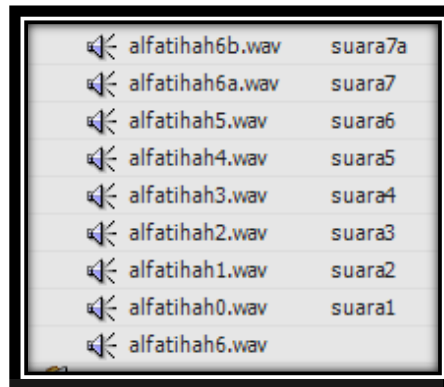 alfatihah6b.wav suara7a
alfatihah6a.wav suara7
alfatihah5.wav suara6
alfatihah4.wav suara5
alfatihah3.wav suara4
alfatihah2.wav suara3
alfatihah1.wav suara2
alfatihah0.wav suara1
alfatihah6.wav